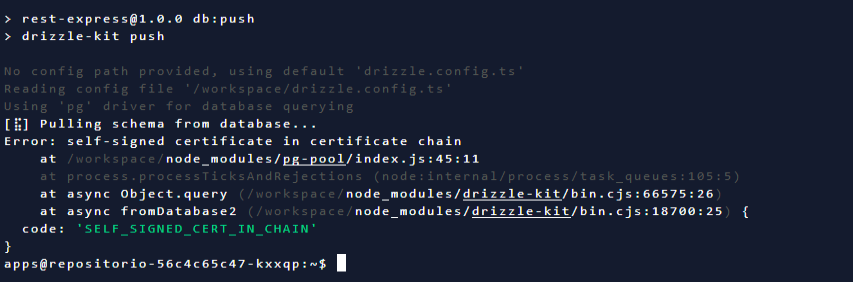 > rest-express@1.0.0 db:push
> drizzle-kit push
No config path provided, using default 'drizzle.config.ts'
Reading config file '/workspace/drizzle.config.ts'
Using 'pg' driver for database querying
[⣷] Pulling schema from database...
Error: self-signed certificate in certificate chain
    at /workspace/node_modules/pg-pool/index.js:45:11
    at process.processTicksAndRejections (node:internal/process/task_queues:105:5)
    at async Object.query (/workspace/node_modules/drizzle-kit/bin.cjs:66575:26)
    at async fromDatabase2 (/workspace/node_modules/drizzle-kit/bin.cjs:18700:25) {
  code: 'SELF_SIGNED_CERT_IN_CHAIN'
}
apps@repositorio-56c4c65c47-kxxqp:~$